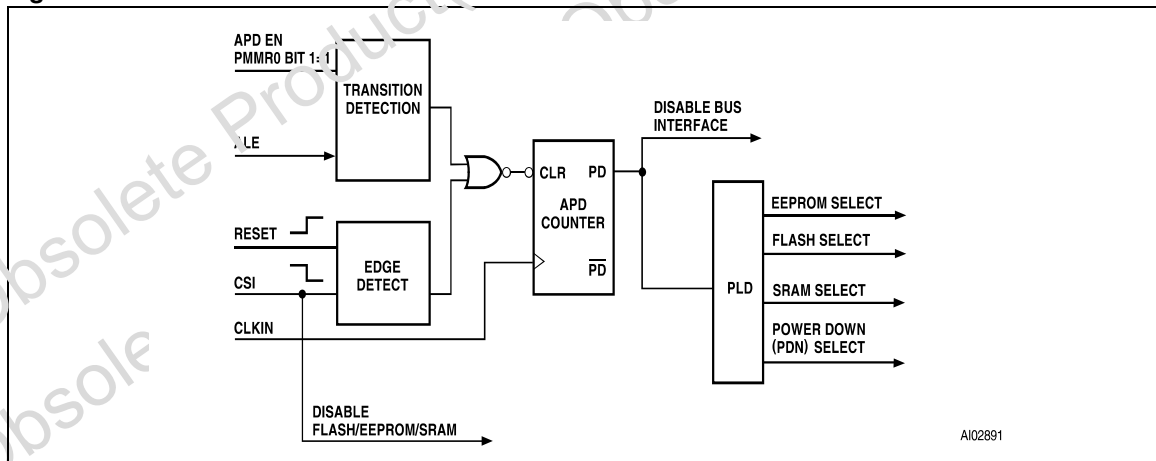 APD EN
PMMR0 BIT 1=1
TRANSITION
DETECTION
ALE
DISABLE BUS
INTERFACE
CLR
PD
APD
COUNTER
PD
RESET
EDGE
DETECT
CSI
CLKIN
PLD
EEPROM SELECT
FLASH SELECT
SRAM SELECT
POWER DOWN
(PDN) SELECT
DISABLE
FLASH/EEPROM/SRAM
AI02891
Obsolete Product(